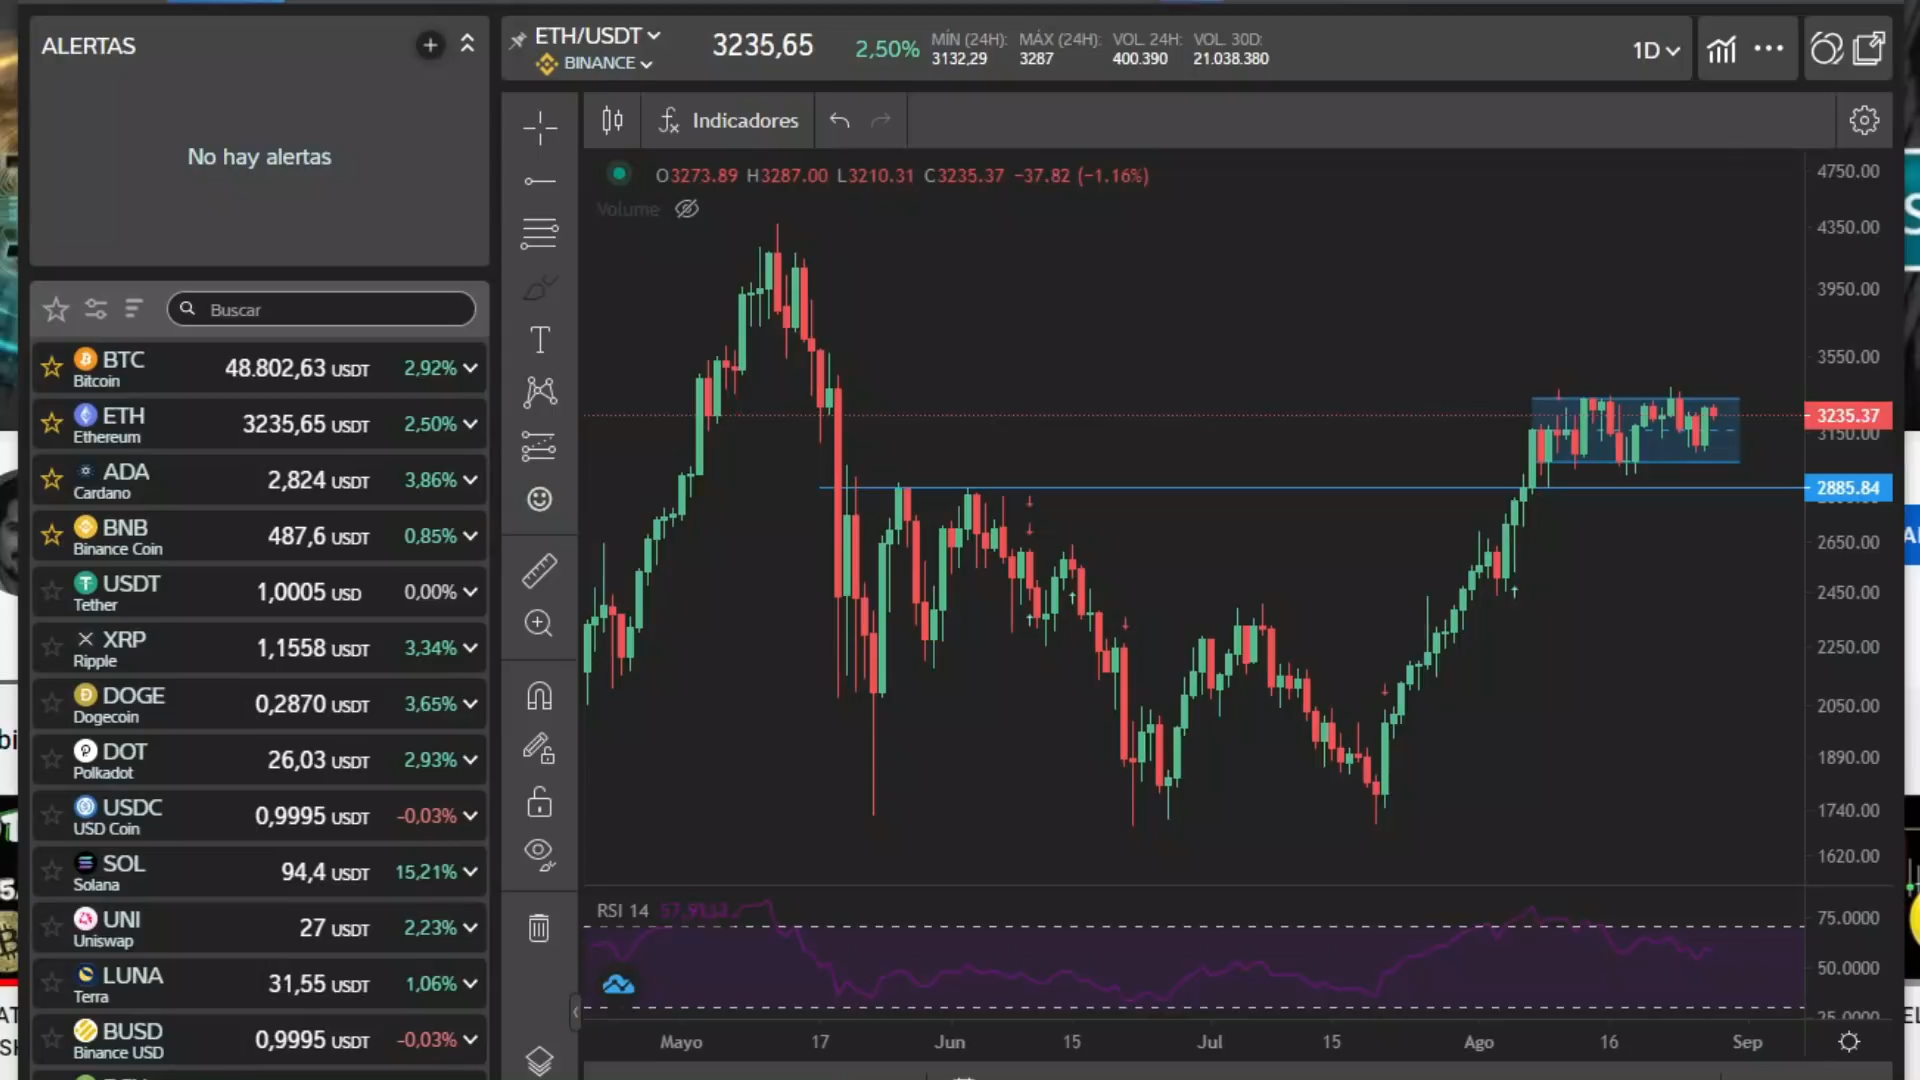 ALERTAS
No hay alertas
Buscar
BTC
Bitcoin
48.802,63 USDT
2,92%
ETH
Ethereum
3235,65 USDT
2,50%
ADA
Cardano
2,824 USDT
3,86%
BNB
Binance Coin
487,6 USDT
0,85%
USDT
Tether
1,0005 USD
0,00%
XRP
Ripple
1,1558 USDT
3,34%
DOGE
Dogecoin
0,2870 USDT
3,65%
DOT
Polkadot
26,03 USDT
2,93%
USDC
USD Coin
0,9995 USDT
-0,03%
SOL
Solana
94,4 USDT
15,21%
UNI
Uniswap
27 USDT
2,23%
LUNA
Terra
31,55 USDT
1,06%
BUSD
Binance USD
0,9995 USDT
-0,03%
ETH/USDT
BINANCE
3235,65
2,50%
MÍN (24H):
3132,29
MÁX (24H):
3287
VOL. 24H:
400.390
VOL. 30D:
21.038.380
1D
Indicadores
O3273.89 H3287.00 L3210.31 C3235.37 −37.82 (−1.16%)
Volume
4750.00
4350.00
3950.00
3550.00
3235.37
3150.00
2885.84
2650.00
2450.00
2250.00
2050.00
1890.00
1740.00
1620.00
RSI 14
75.0000
50.0000
25.0000
Mayo 17 Jun 15 Jul 15 Ago 16 Sep